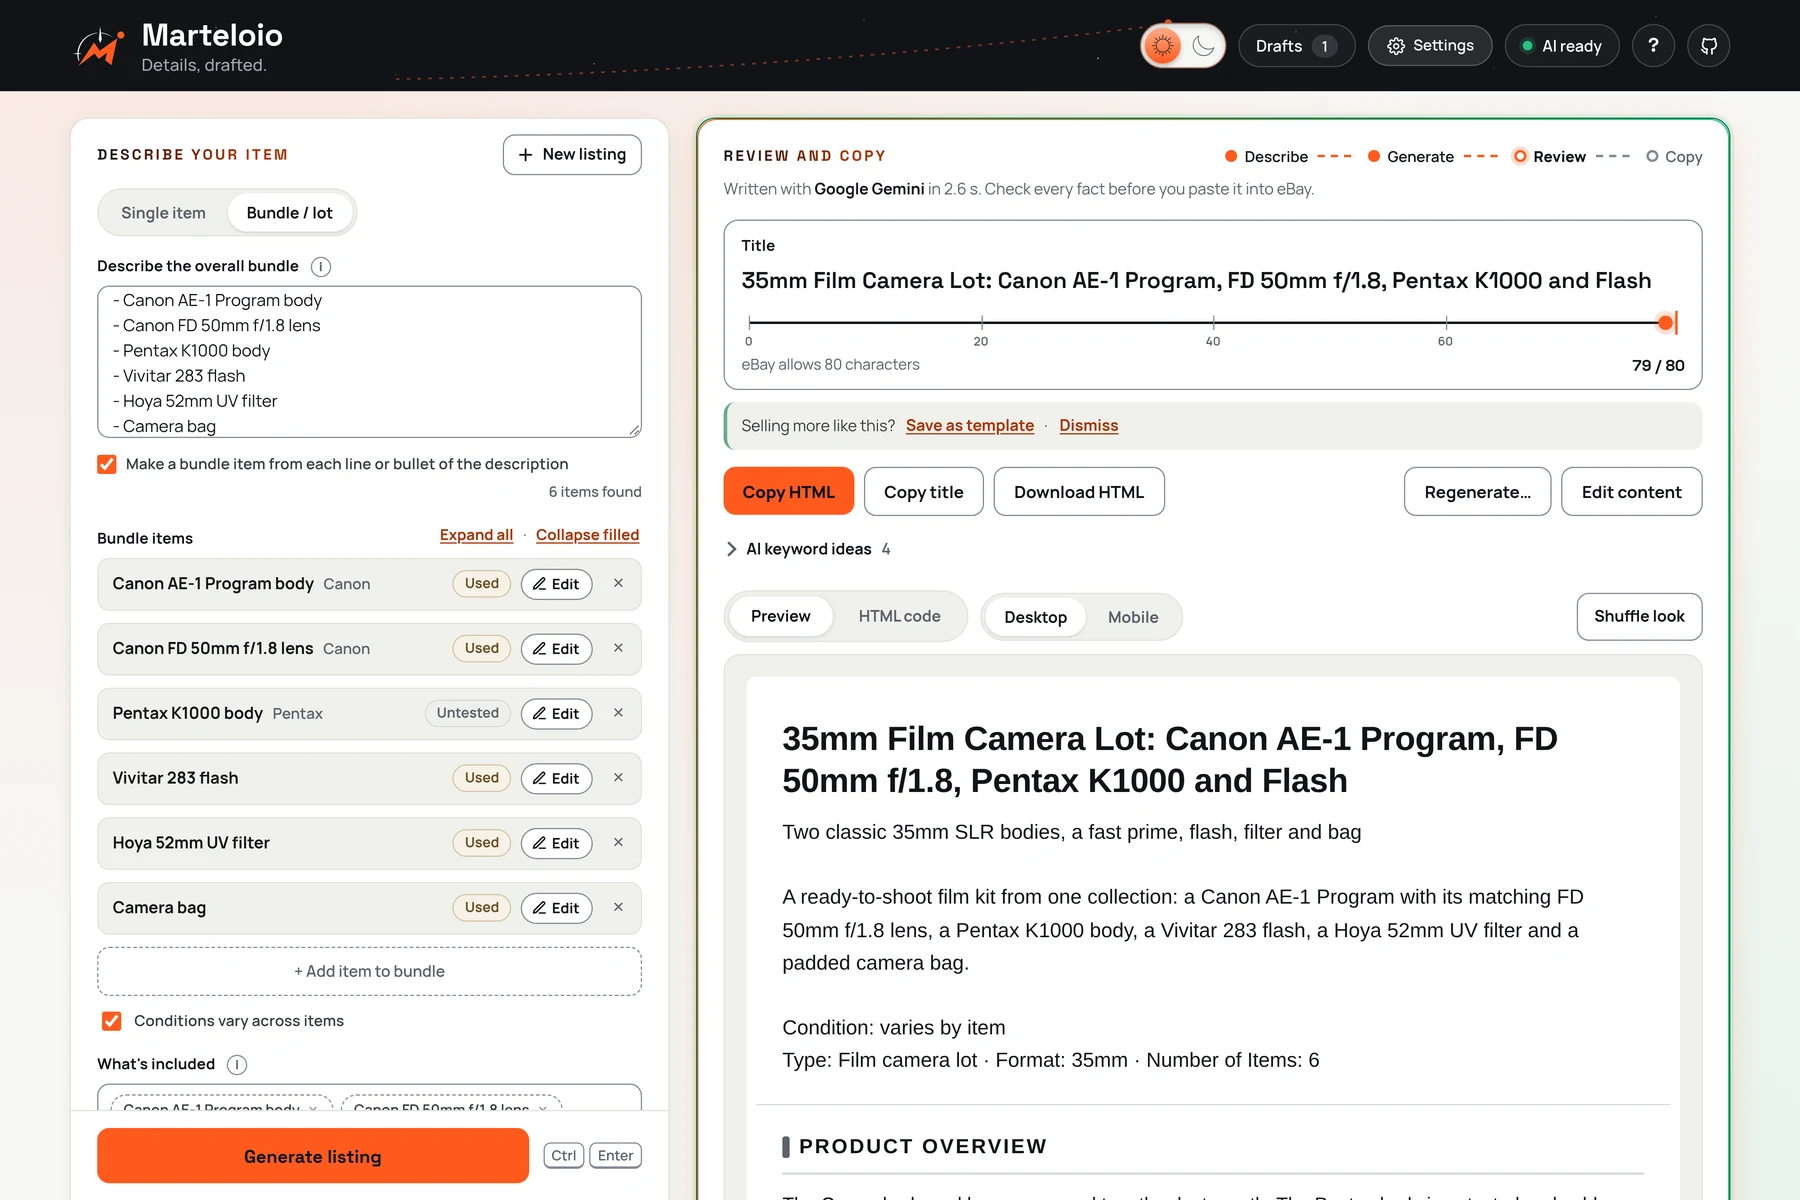 Marteloio
Details, drafted.
Drafts 1
Settings
AI ready
?
DESCRIBE YOUR ITEM
+ New listing
Single item
Bundle / lot
Describe the overall bundle i
- Canon AE-1 Program body
- Canon FD 50mm f/1.8 lens
- Pentax K1000 body
- Vivitar 283 flash
- Hoya 52mm UV filter
- Camera bag
Make a bundle item from each line or bullet of the description
6 items found
Bundle items
Expand all · Collapse filled
Canon AE-1 Program body Canon Used Edit ×
Canon FD 50mm f/1.8 lens Canon Used Edit ×
Pentax K1000 body Pentax Untested Edit ×
Vivitar 283 flash Used Edit ×
Hoya 52mm UV filter Used Edit ×
Camera bag Used Edit ×
+ Add item to bundle
Conditions vary across items
What's included i
Canon AE-1 Program body × Canon FD 50mm f/1.8 lens ×
Generate listing
Ctrl Enter
REVIEW AND COPY
Describe Generate Review Copy
Written with Google Gemini in 2.6 s. Check every fact before you paste it into eBay.
Title
35mm Film Camera Lot: Canon AE-1 Program, FD 50mm f/1.8, Pentax K1000 and Flash
0 20 40 60
eBay allows 80 characters
79 / 80
Selling more like this? Save as template · Dismiss
Copy HTML
Copy title
Download HTML
Regenerate...
Edit content
AI keyword ideas 4
Preview
HTML code
Desktop
Mobile
Shuffle look
35mm Film Camera Lot: Canon AE-1 Program, FD
50mm f/1.8, Pentax K1000 and Flash
Two classic 35mm SLR bodies, a fast prime, flash, filter and bag
A ready-to-shoot film kit from one collection: a Canon AE-1 Program with its matching FD
50mm f/1.8 lens, a Pentax K1000 body, a Vivitar 283 flash, a Hoya 52mm UV filter and a
padded camera bag.
Condition: varies by item
Type: Film camera lot · Format: 35mm · Number of Items: 6
PRODUCT OVERVIEW